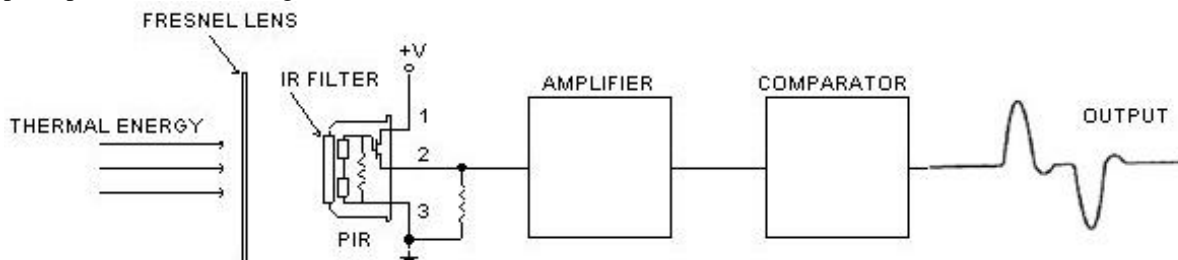 FRESNEL LENS
+V
IR FILTER
AMPLIFIER
COMPARATOR
THERMAL ENERGY
1
OUTPUT
2
3
PIR